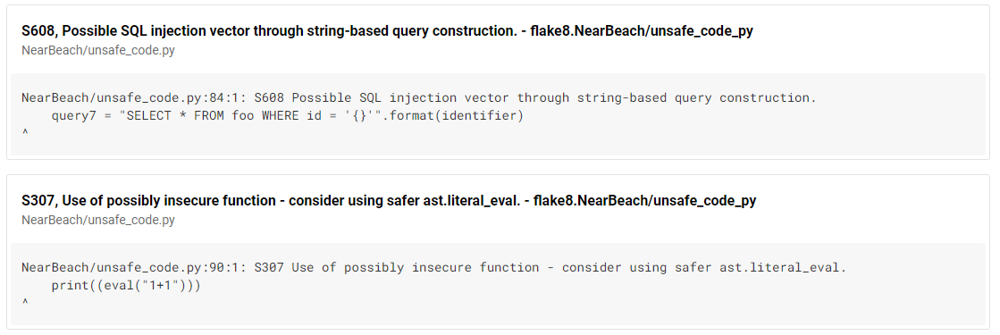 S608, Possible SQL injection vector through string-based query construction. - flake8.NearBeach/unsafe_code_py
NearBeach/unsafe_code.py
NearBeach/unsafe_code.py:84:1: S608 Possible SQL injection vector through string-based query construction.
    query7 = "SELECT * FROM foo WHERE id = '{}'".format(identifier)
^
S307, Use of possibly insecure function - consider using safer ast.literal_eval. - flake8.NearBeach/unsafe_code_py
NearBeach/unsafe_code.py
NearBeach/unsafe_code.py:90:1: S307 Use of possibly insecure function - consider using safer ast.literal_eval.
    print((eval("1+1")))
^